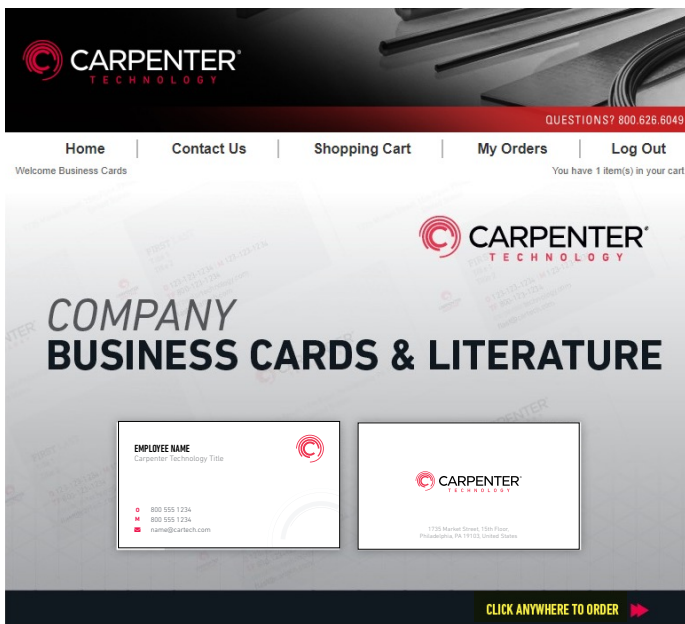 CARPENTER
TECHNOLOGY
QUESTIONS? 800.626.6049
Home Contact Us Shopping Cart My Orders Log Out
Welcome Business Cards You have 1 item(s) in your cart
CARPENTER
TECHNOLOGY
COMPANY
BUSINESS CARDS & LITERATURE
EMPLOYEE NAME
Carpenter Technology Title
O 800 555 1234
M 800 555 1234
name@cartech.com
CARPENTER
TECHNOLOGY
1735 Market Street, 15th Floor,
Philadelphia, PA 19103, United States
CLICK ANYWHERE TO ORDER